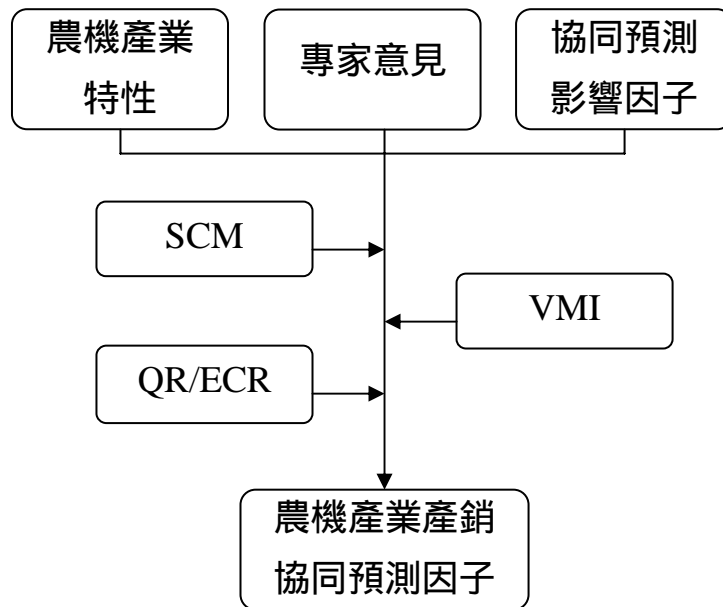 農機產業
特性
專家意見
協同預測
影響因子
SCM
VMI
QR/ECR
農機產業產銷
協同預測因子